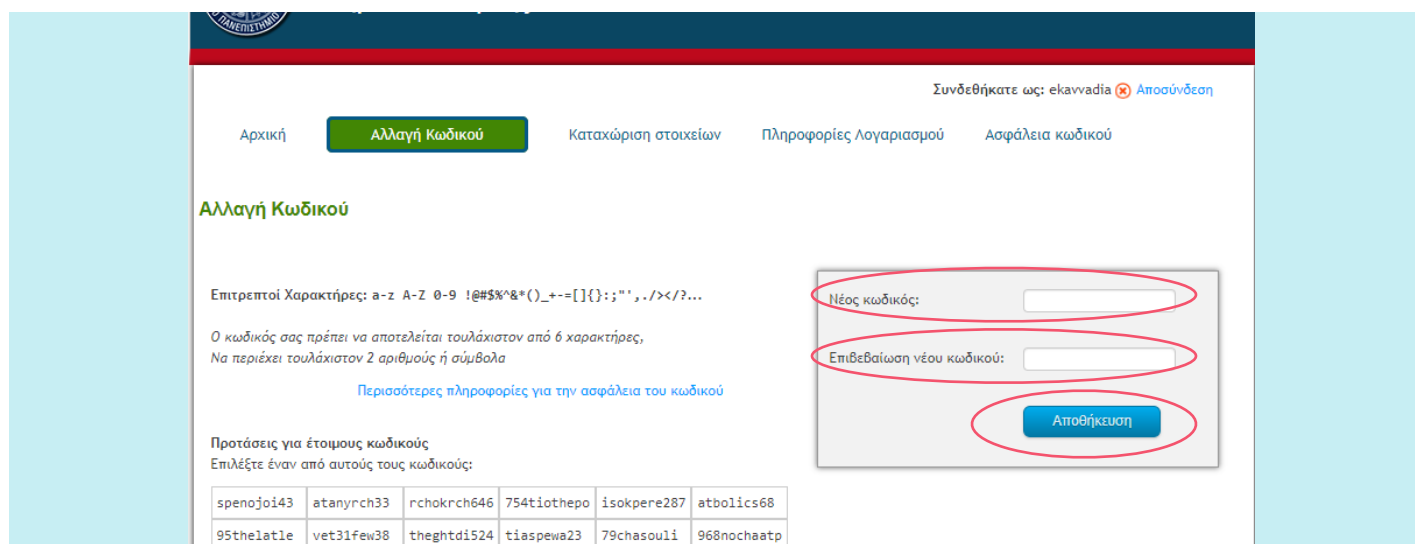 ΠΑΝΕΠΙΣΤΗΜΙΟ
Συνδεθήκατε ως: ekavvadia Αποσύνδεση
Αρχική Αλλαγή Κωδικού Καταχώριση στοιχείων Πληροφορίες Λογαριασμού Ασφάλεια κωδικού
Αλλαγή Κωδικού
Επιτρεπτοί Χαρακτήρες: a-z A-Z 0-9 !@#$%^&*()_+-=[]{}:;"',./></?...
Ο κωδικός σας πρέπει να αποτελείται τουλάχιστον από 6 χαρακτήρες,
Να περιέχει τουλάχιστον 2 αριθμούς ή σύμβολα
Περισσότερες πληροφορίες για την ασφάλεια του κωδικού
Προτάσεις για έτοιμους κωδικούς
Επιλέξτε έναν από αυτούς τους κωδικούς:
spenojoi43 atanyrch33 rchokrch646 754tiothepo isokpere287 atbolics68
95thelatle vet31few38 theghtdi524 tiaspewa23 79chasouli 968nochaatp
Νέος κωδικός:
Επιβεβαίωση νέου κωδικού:
Αποθήκευση